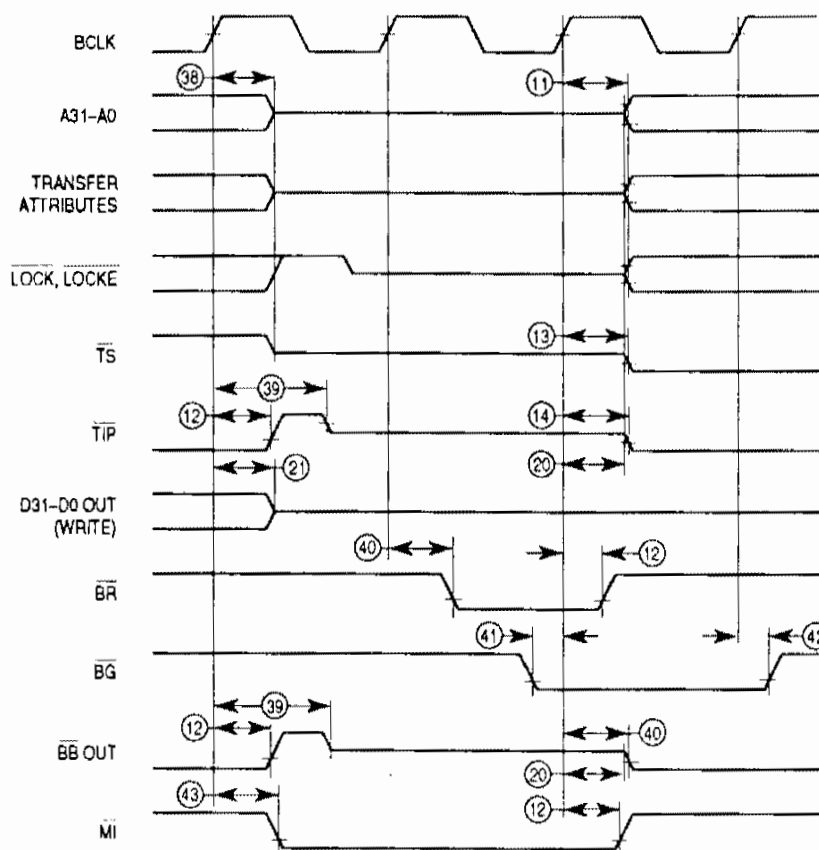 BCLK
38
11
A31–A0
TRANSFER
ATTRIBUTES
LOCK, LOCKE
13
TS
39
12
14
TIP
21
20
D31–D0 OUT
(WRITE)
40
12
BR
41
42
BG
39
12
40
BB OUT
20
43
12
MI